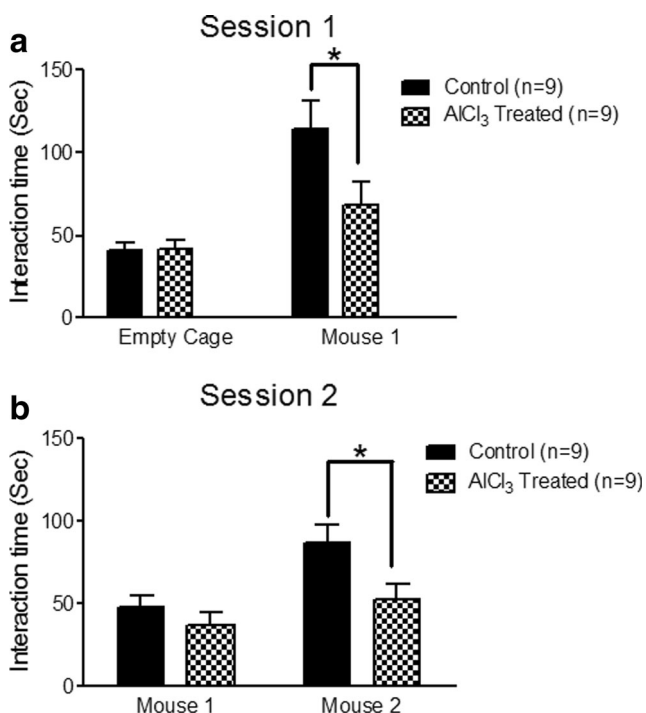 a
Session 1
Interaction time (Sec)
150
100
50
0
*
Control (n=9)
AlCl₃ Treated (n=9)
Empty Cage
Mouse 1
b
Session 2
Interaction time (Sec)
150
100
50
0
*
Control (n=9)
AlCl₃ Treated (n=9)
Mouse 1
Mouse 2